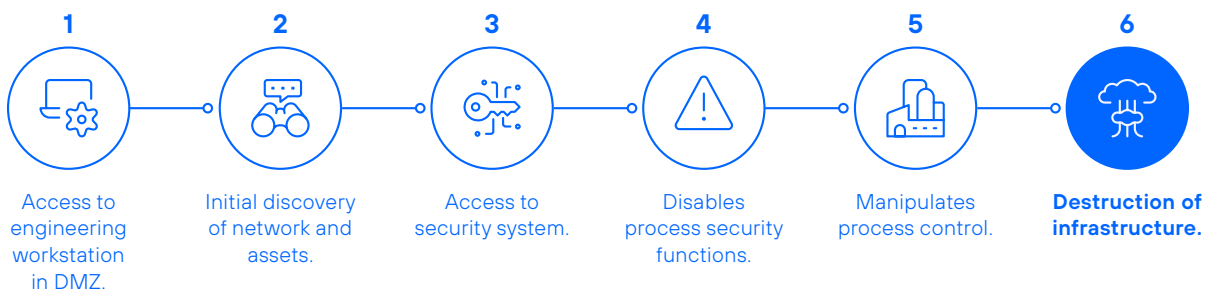 1
2
3
4
5
6
Access to
engineering
workstation
in DMZ.
Initial discovery
of network and
assets.
Access to
security system.
Disables
process security
functions.
Manipulates
process control.
Destruction of
infrastructure.